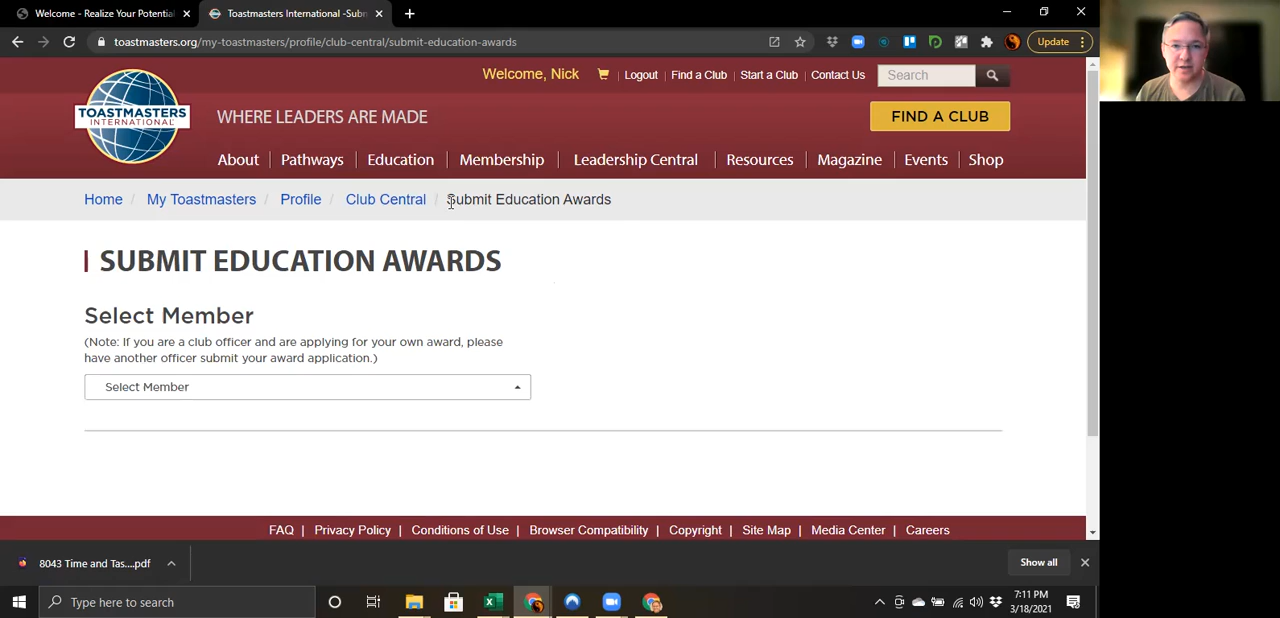 Welcome - Realize Your Potential
Toastmasters International -Subm
toastmasters.org/my-toastmasters/profile/club-central/submit-education-awards
Update
Welcome, Nick
Logout
Find a Club
Start a Club
Contact Us
Search
TOASTMASTERS
INTERNATIONAL
WHERE LEADERS ARE MADE
FIND A CLUB
About
Pathways
Education
Membership
Leadership Central
Resources
Magazine
Events
Shop
Home / My Toastmasters / Profile / Club Central / Submit Education Awards
SUBMIT EDUCATION AWARDS
Select Member
(Note: If you are a club officer and are applying for your own award, please
have another officer submit your award application.)
Select Member
FAQ | Privacy Policy | Conditions of Use | Browser Compatibility | Copyright | Site Map | Media Center | Careers
8043 Time and Tas....pdf
Show all
Type here to search
7:11 PM
3/18/2021